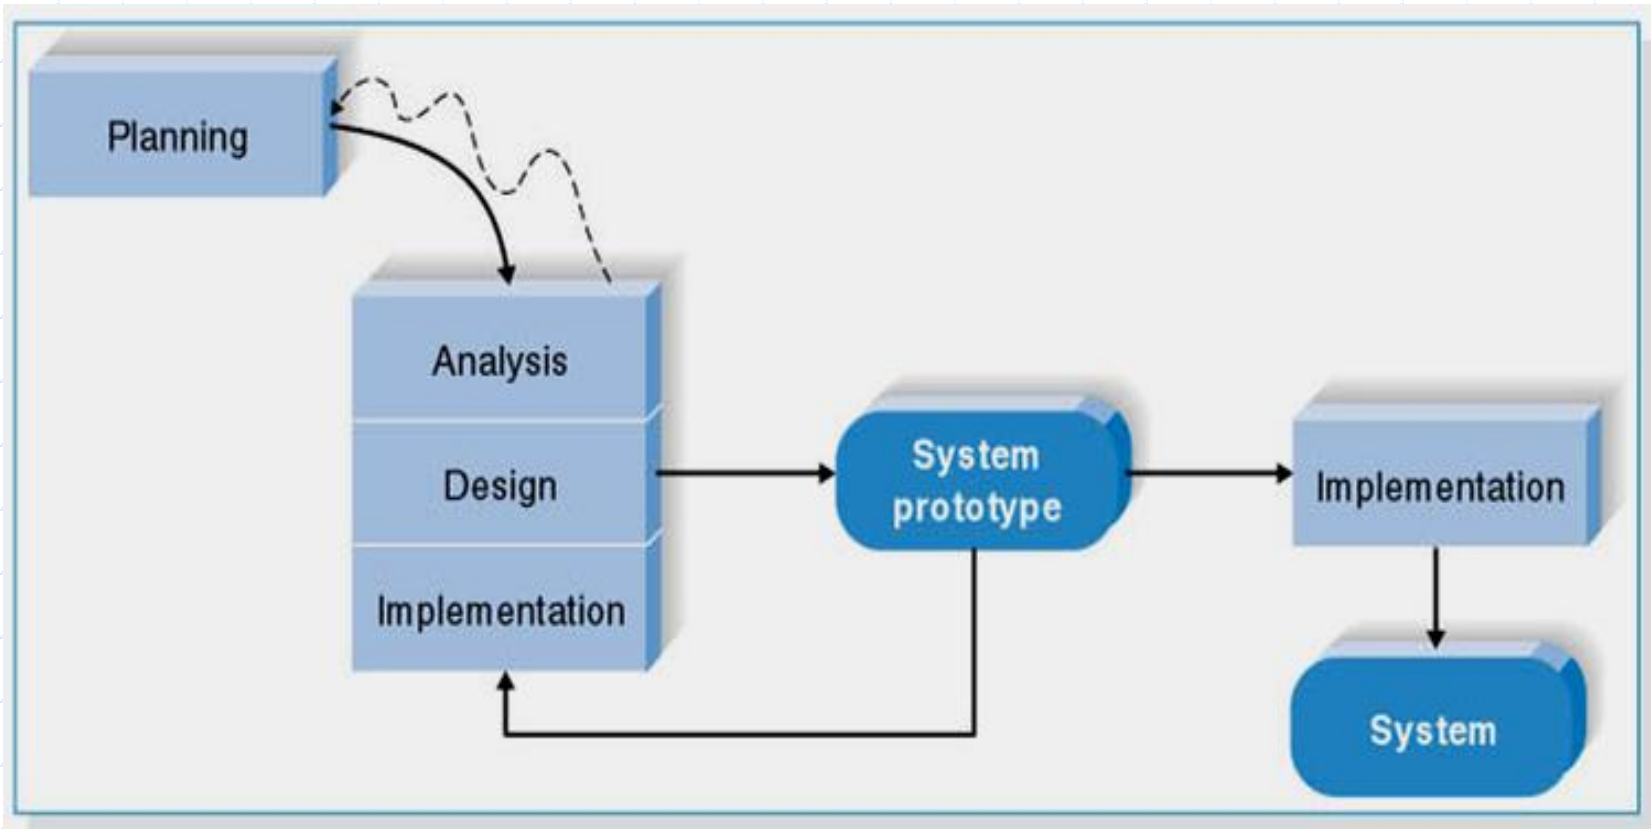 Planning
Analysis
Design
Implementation
System
prototype
Implementation
System